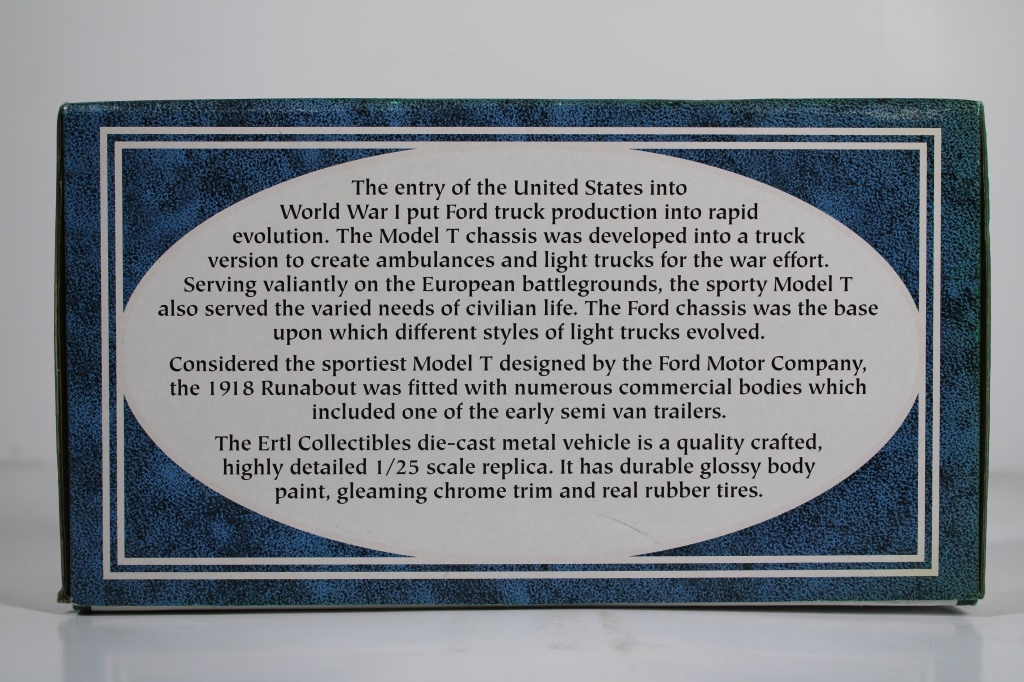 The entry of the United States into
World War I put Ford truck production into rapid
evolution. The Model T chassis was developed into a truck
version to create ambulances and light trucks for the war effort.
Serving valiantly on the European battlegrounds, the sporty Model T
also served the varied needs of civilian life. The Ford chassis was the base
upon which different styles of light trucks evolved.
Considered the sportiest Model T designed by the Ford Motor Company,
the 1918 Runabout was fitted with numerous commercial bodies which
included one of the early semi van trailers.
The Ertl Collectibles die-cast metal vehicle is a quality crafted,
highly detailed 1/25 scale replica. It has durable glossy body
paint, gleaming chrome trim and real rubber tires.